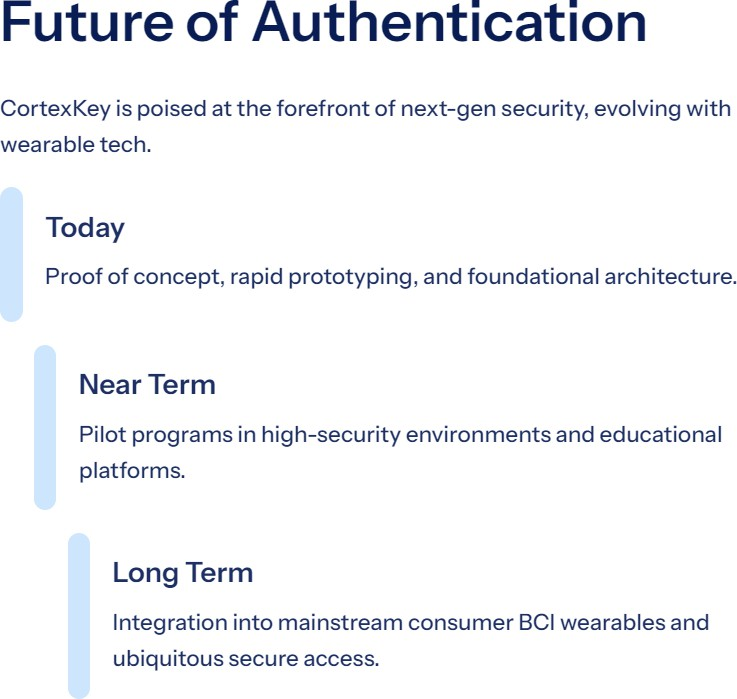 Future of Authentication
CortexKey is poised at the forefront of next-gen security, evolving with
wearable tech.
Today
Proof of concept, rapid prototyping, and foundational architecture.
Near Term
Pilot programs in high-security environments and educational
platforms.
Long Term
Integration into mainstream consumer BCI wearables and
ubiquitous secure access.